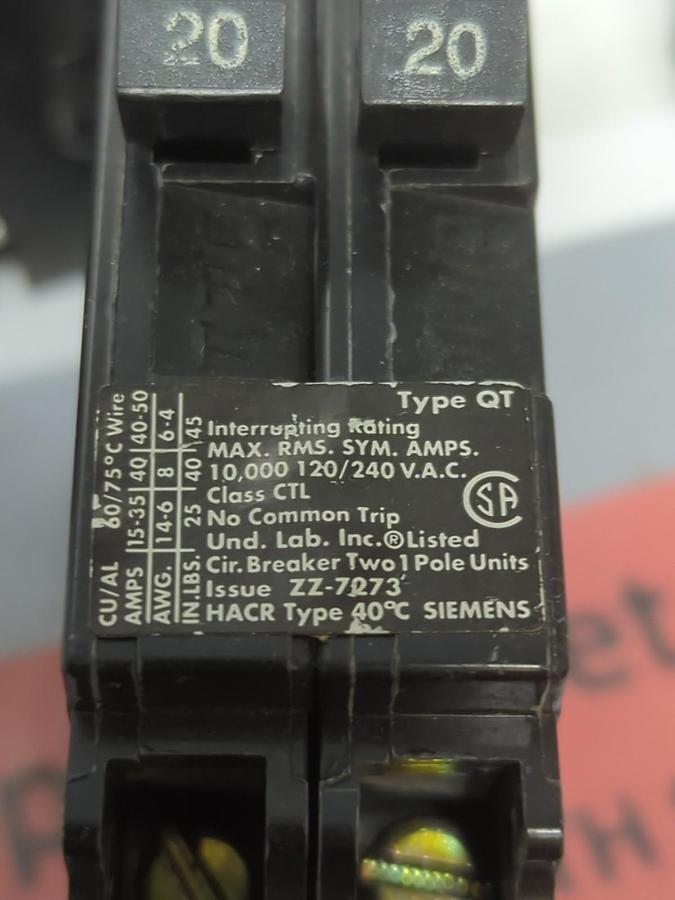 20 20
Type QT
Interrupting Rating
MAX. RMS. SYM. AMPS.
10,000 120/240 V.A.C.
Class CTL
CSA
No Common Trip
Und. Lab. Inc.®Listed
Cir. Breaker Two 1 Pole Units
Issue ZZ-7273
HACR Type 40°C SIEMENS
CU/AL 60/75°C Wire
AMPS 15-35 40 40-50
AWG. 14-6 8 6-4
IN.LBS. 25 40 45
ITE
et